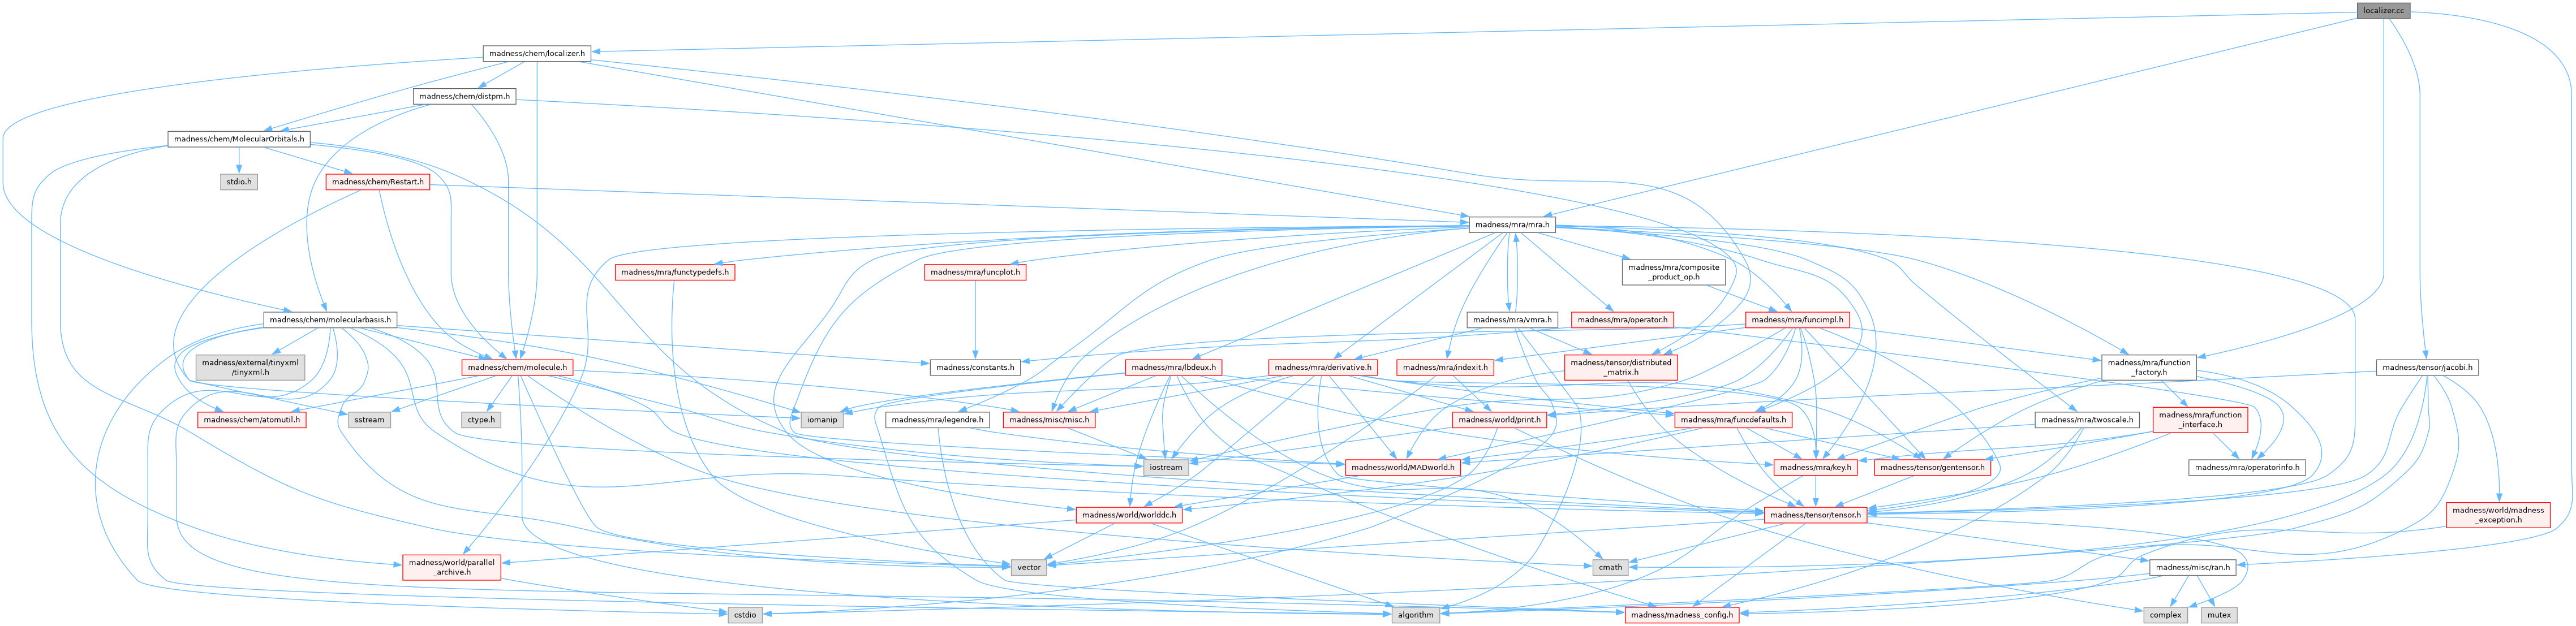 localizer.cc
madness/chem/localizer.h
madness/chem/distpm.h
madness/chem/MolecularOrbitals.h
stdio.h
madness/chem/Restart.h
madness/mra/mra.h
madness/mra/functypedefs.h
madness/mra/funcplot.h
madness/mra/composite
_product_op.h
madness/chem/molecularbasis.h
madness/mra/vmra.h
madness/mra/operator.h
madness/mra/funcimpl.h
madness/external/tinyxml
/tinyxml.h
madness/chem/molecule.h
madness/constants.h
madness/mra/lbdeux.h
madness/mra/derivative.h
madness/mra/indexit.h
madness/tensor/distributed
_matrix.h
madness/mra/function
_factory.h
madness/tensor/jacobi.h
madness/chem/atomutil.h
sstream
ctype.h
iomanip
madness/mra/legendre.h
madness/misc/misc.h
madness/world/print.h
madness/mra/funcdefaults.h
madness/mra/twoscale.h
madness/mra/function
_interface.h
iostream
madness/world/MADworld.h
madness/mra/key.h
madness/tensor/gentensor.h
madness/mra/operatorinfo.h
madness/world/worlddc.h
madness/tensor/tensor.h
madness/world/madness
_exception.h
madness/world/parallel
_archive.h
vector
cmath
madness/misc/ran.h
cstdio
algorithm
madness/madness_config.h
complex
mutex